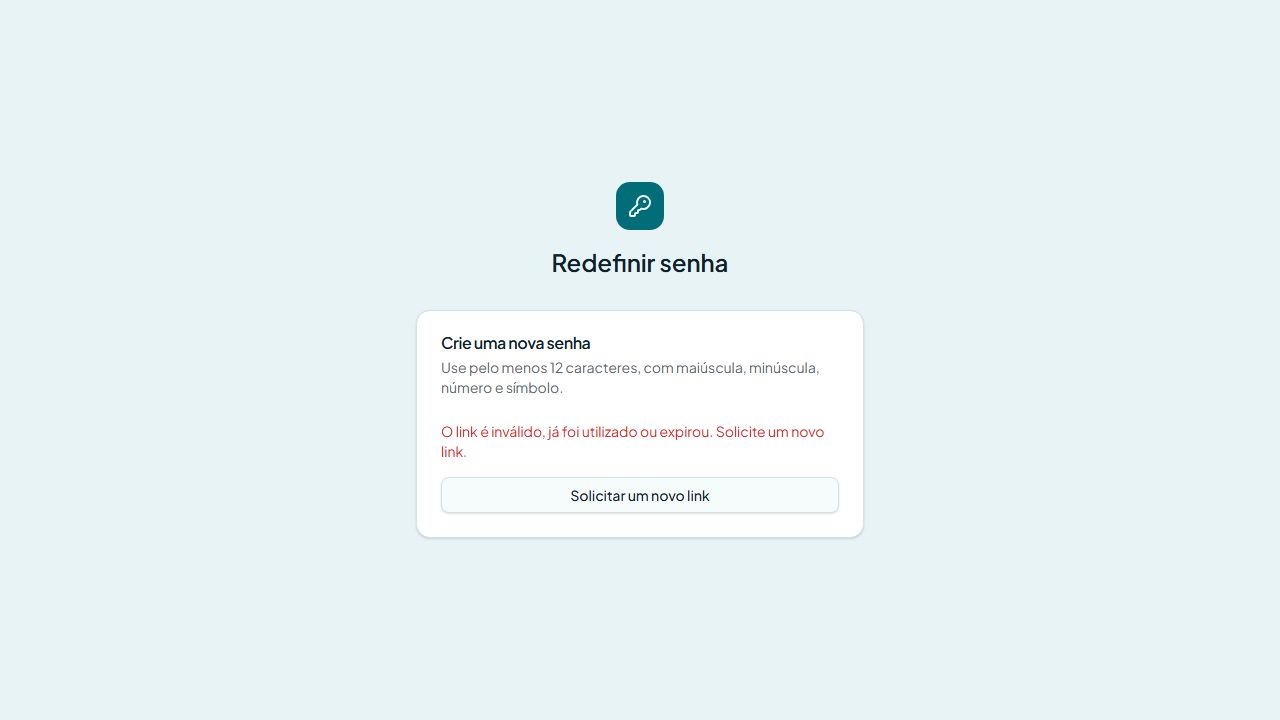 Redefinir senha
Crie uma nova senha
Use pelo menos 12 caracteres, com maiúscula, minúscula,
número e símbolo.
O link é inválido, já foi utilizado ou expirou. Solicite um novo
link.
Solicitar um novo link